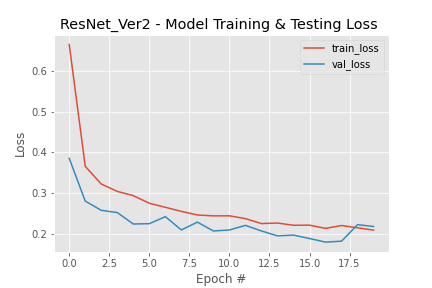 ResNet_Ver2 - Model Training & Testing Loss
train_loss
val_loss
0.6
0.5
0.4
0.3
0.2
Loss
0.0 2.5 5.0 7.5 10.0 12.5 15.0 17.5
Epoch #